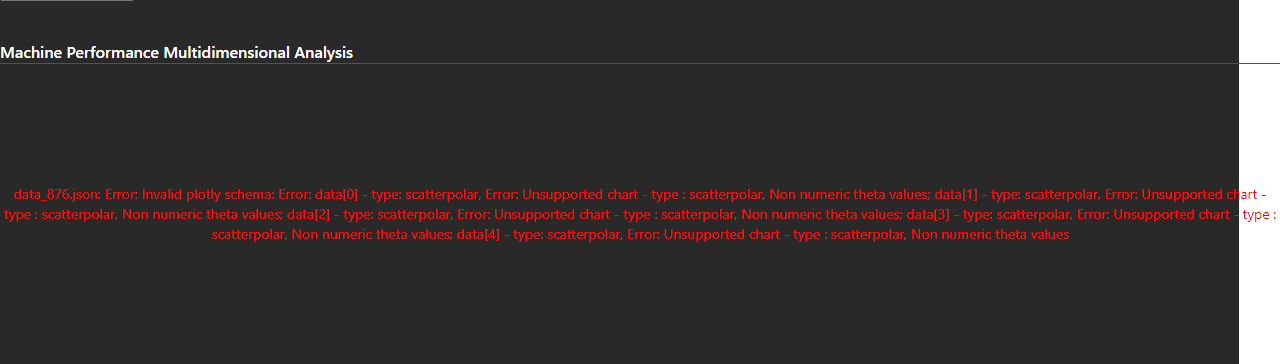 Machine Performance Multidimensional Analysis
data_876.json: Error: Invalid plotly schema: Error: data[0] - type: scatterpolar, Error: Unsupported chart - type : scatterpolar, Non numeric theta values; data[1] - type: scatterpolar, Error: Unsupported chart -
type : scatterpolar, Non numeric theta values; data[2] - type: scatterpolar, Error: Unsupported chart - type : scatterpolar, Non numeric theta values; data[3] - type: scatterpolar, Error: Unsupported chart - type :
scatterpolar, Non numeric theta values; data[4] - type: scatterpolar, Error: Unsupported chart - type : scatterpolar, Non numeric theta values